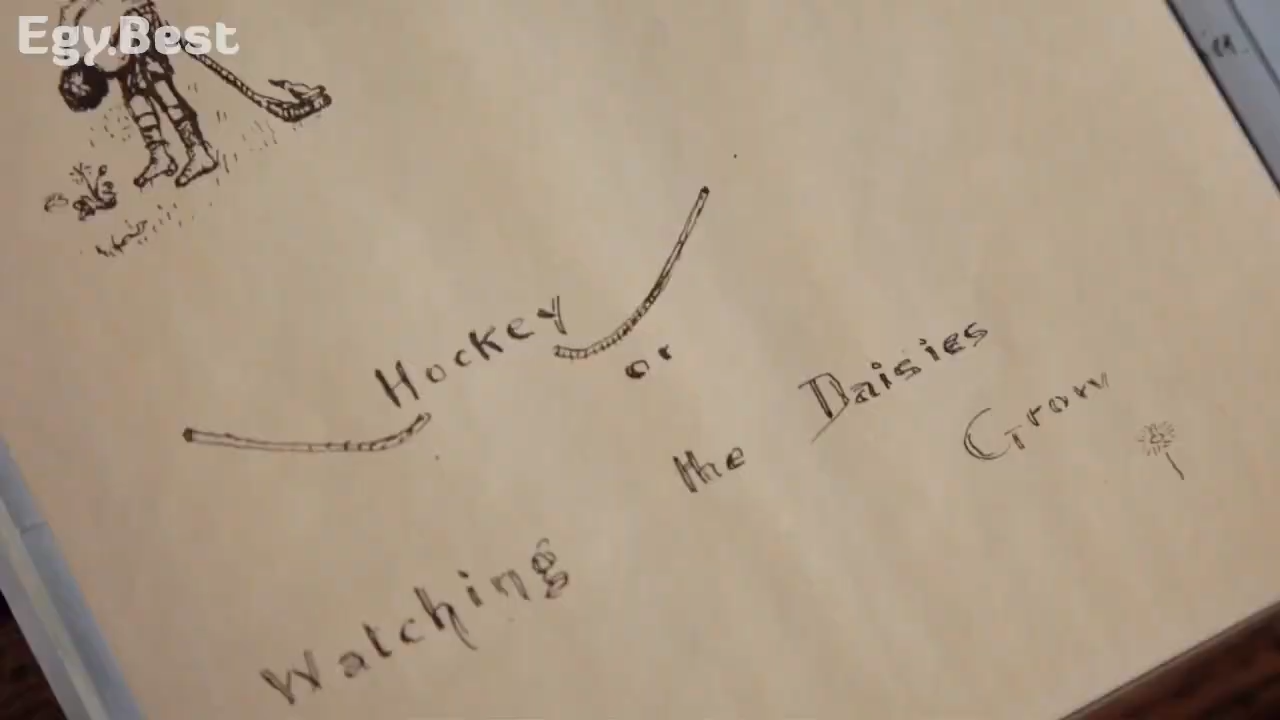 Egy.Best
Hockey
or
Watching the Daisies
Grow